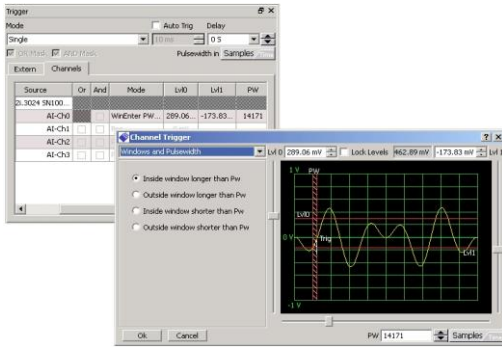 Trigger
Mode
Auto Trig
Delay
Single
10 ms
0 S
OR Mask
AND Mask
Pulsewidth in Samples
Extern
Channels
Source Or And Mode Lvl0 Lvl1 PW
ZI.3024 SN100...
AI-Ch0 WinEnter PW... 289.06... -173.83... 14171
AI-Ch1
AI-Ch2
AI-Ch3
Channel Trigger
Windows and Pulsewidth
Lvl 0 289.06 mV Lock Levels 462.89 mV -173.83 mV Lvl 1
Inside window longer than Pw
Outside window longer than Pw
Inside window shorter than Pw
Outside window shorter than Pw
1 V
PW
Lvl0
0 V
Trig
Lvl1
-1 V
Ok
Cancel
PW 14171 Samples